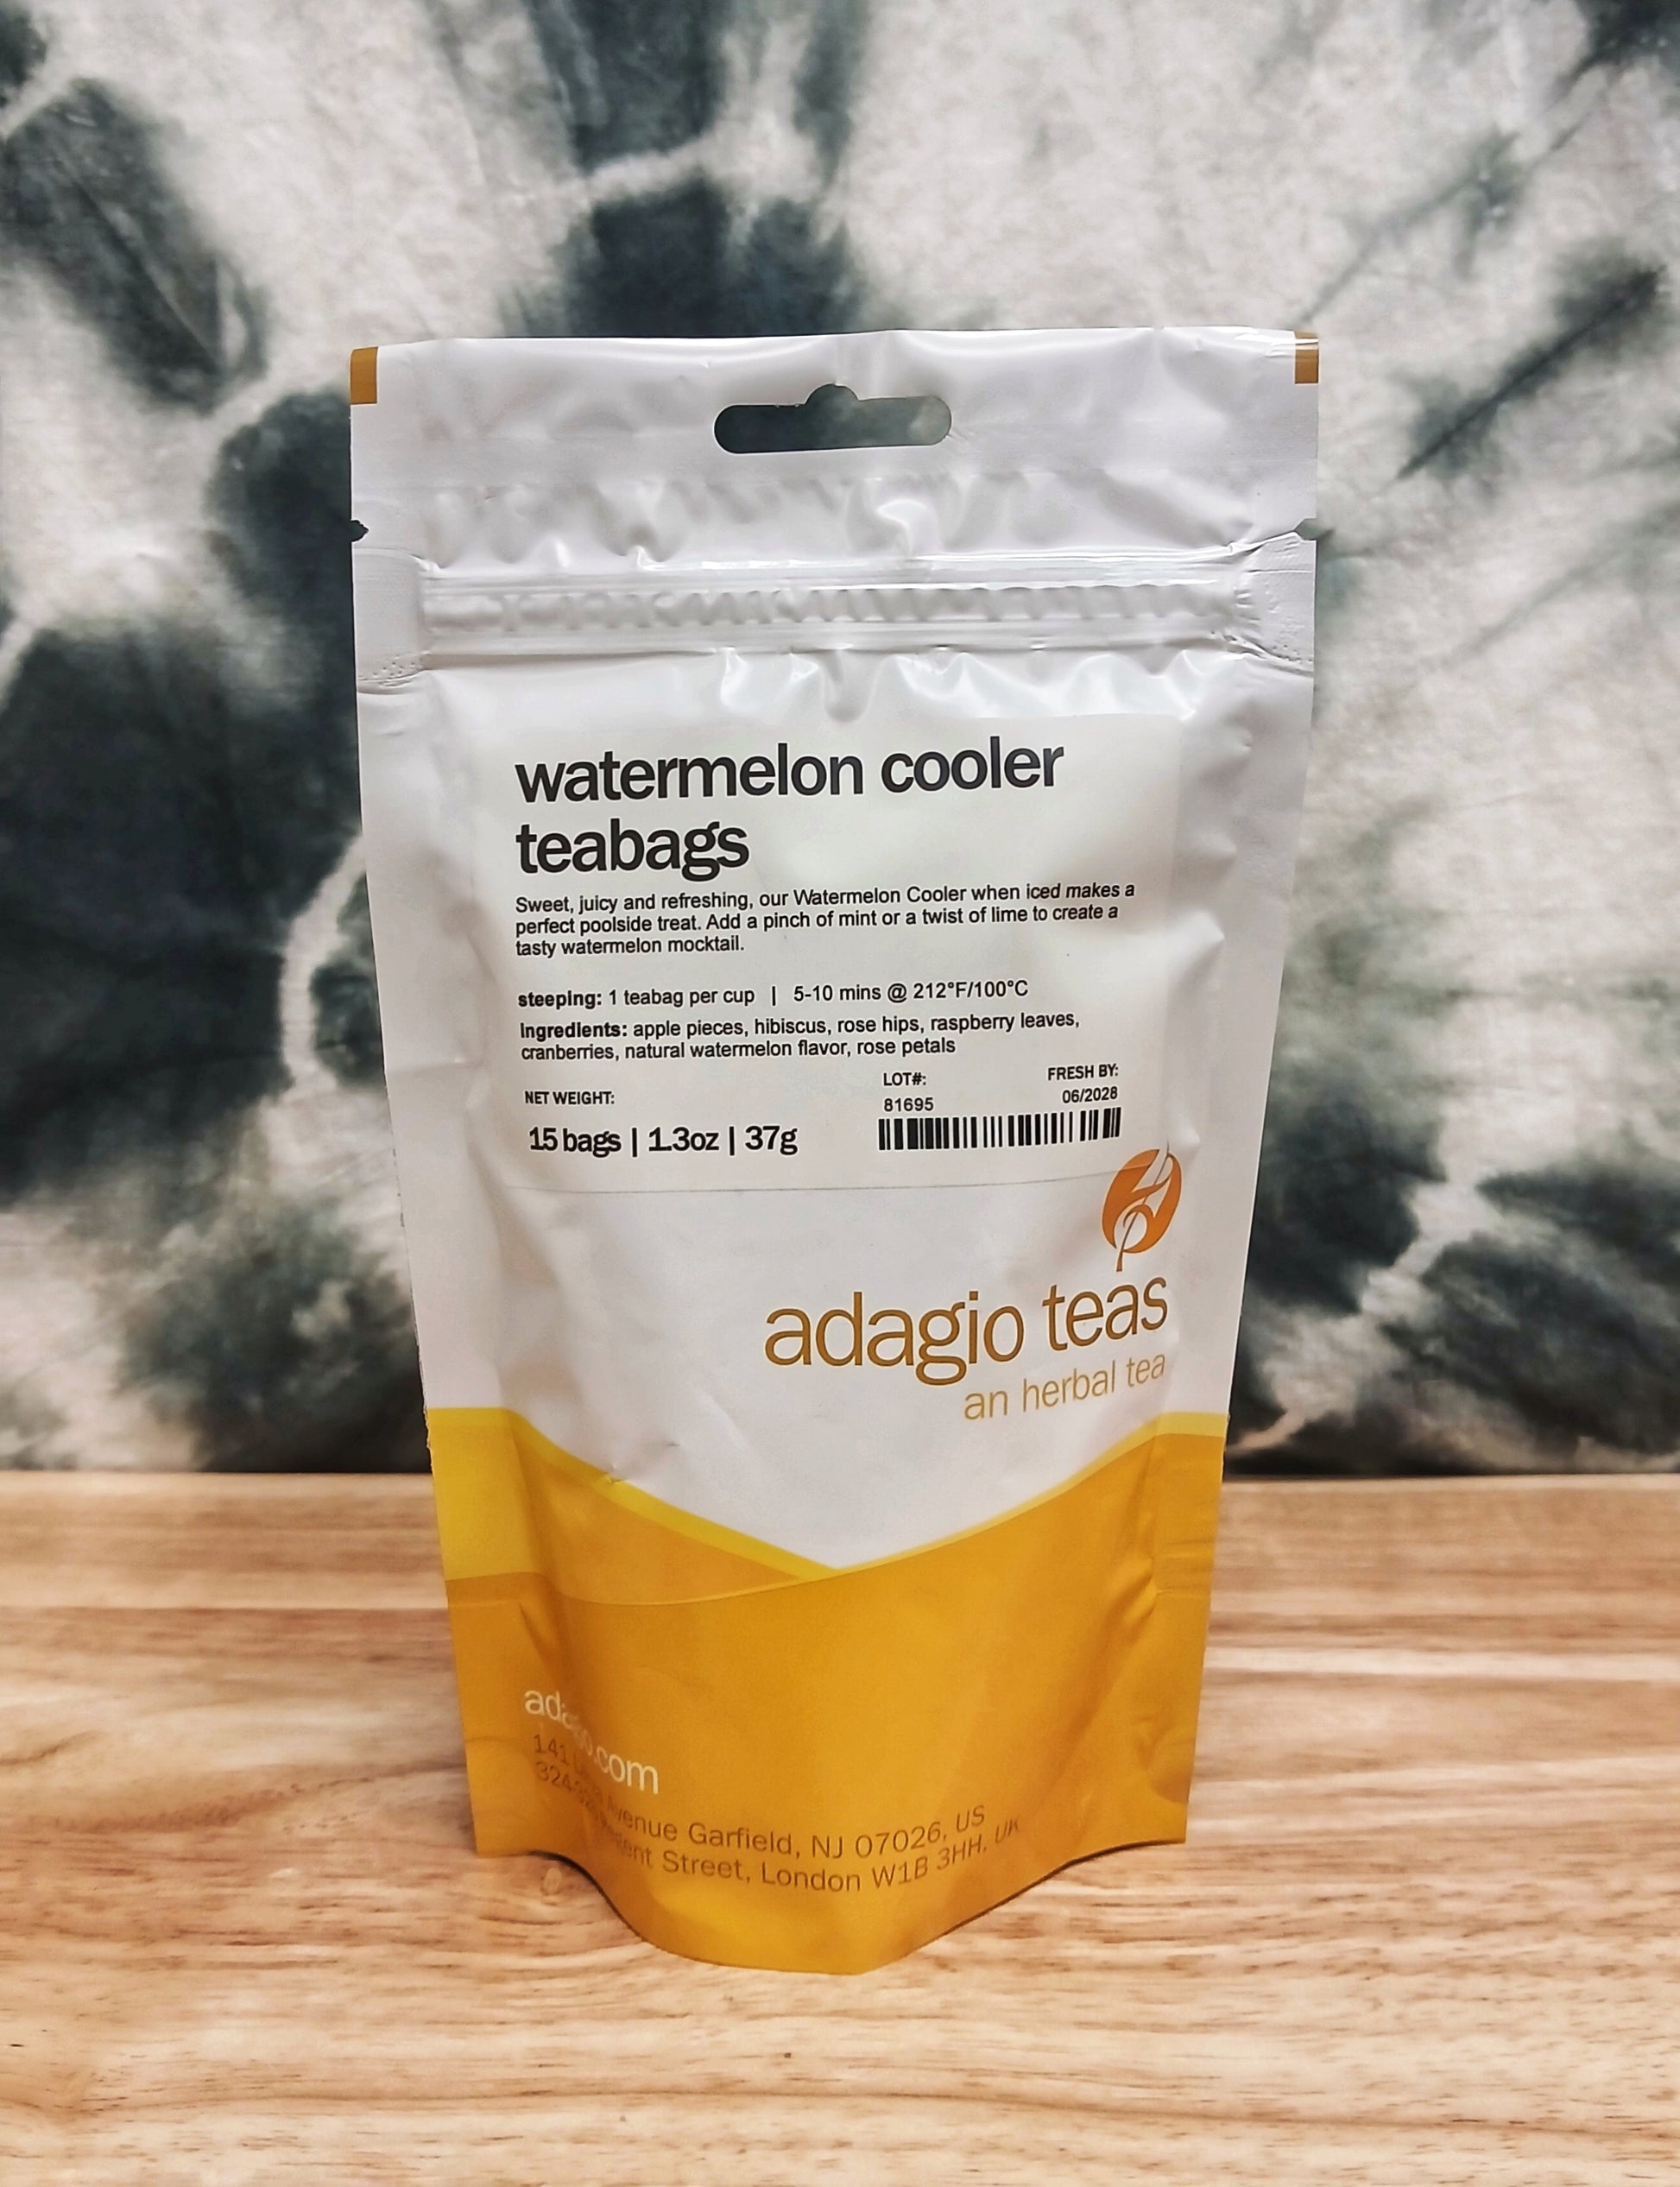 watermelon cooler
teabags
Sweet, juicy and refreshing, our Watermelon Cooler when iced makes a
perfect poolside treat. Add a pinch of mint or a twist of lime to create a
tasty watermelon mocktail.
steeping: 1 teabag per cup | 5-10 mins @ 212°F/100°C
Ingredients: apple pieces, hibiscus, rose hips, raspberry leaves,
cranberries, natural watermelon flavor, rose petals
NET WEIGHT:
15 bags | 1.3oz | 37g
LOT#:
81695
FRESH BY:
06/2028
adagio teas
an herbal tea
adagio.com
141 Avenue Garfield, NJ 07026, US
Street, London W1B 3HH, UK